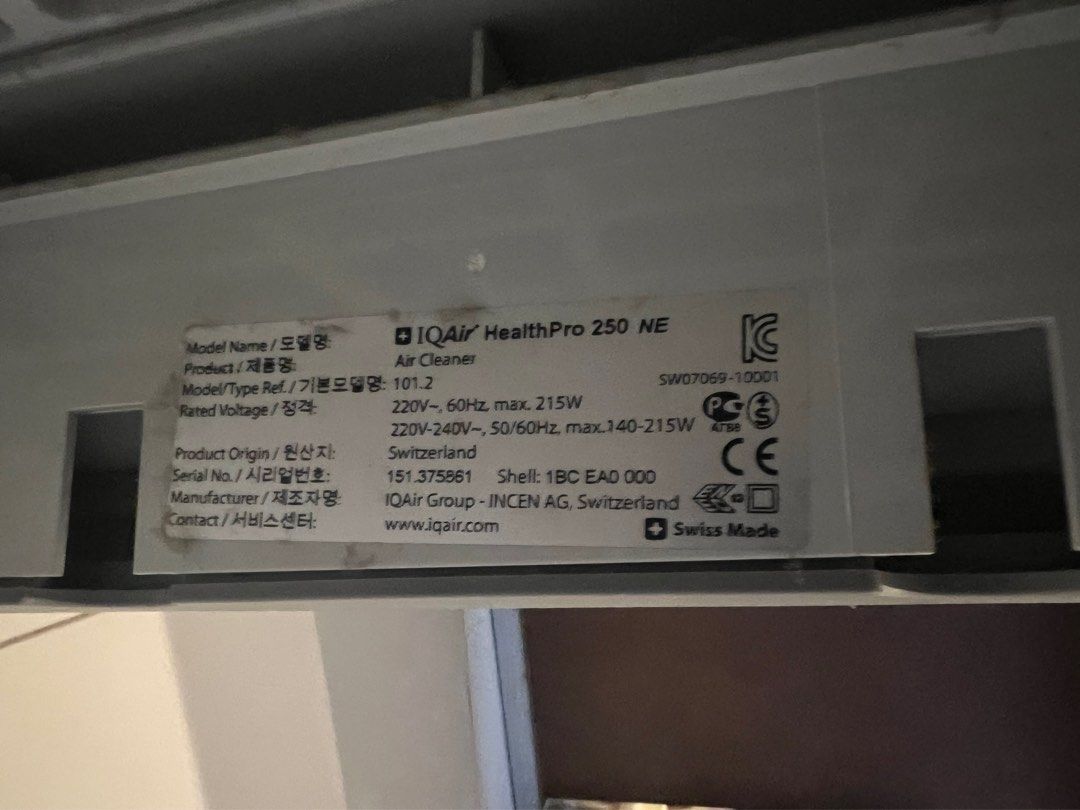 Model Name / 모델명: IQAir HealthPro 250 NE
Product / 제품명: Air Cleaner
Model/Type Ref. / 기본모델명: 101.2
SW07069-10001
Rated Voltage / 정격: 220V~, 60Hz, max. 215W
220V-240V~, 50/60Hz, max.140-215W
Product Origin / 원산지: Switzerland
Serial No. / 시리얼번호: 151.375861 Shell: 1BC EA0 000
Manufacturer / 제조자명: IQAir Group - INCEN AG, Switzerland
Contact / 서비스센터: www.iqair.com
Swiss Made